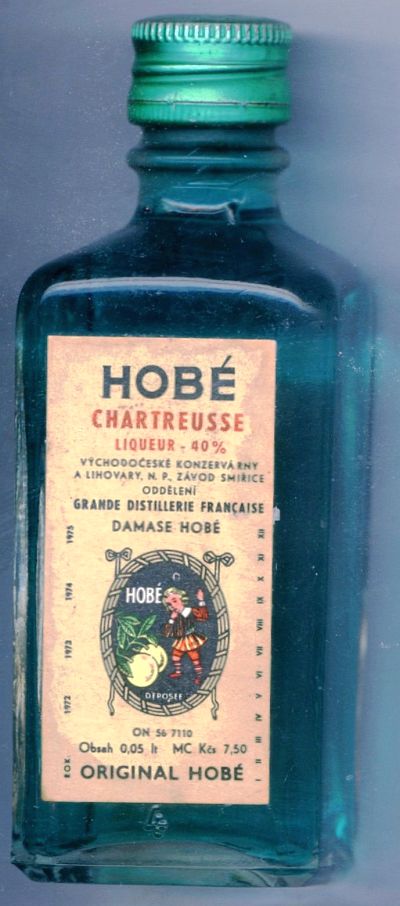 HOBÉ
CHARTREUSSE
LIQUEUR - 40%
VÝCHODOČESKÉ KONZERVÁRNY
A LIHOVARY, N. P., ZÁVOD SMIŘICE
ODDĚLENÍ
GRANDE DISTILLERIE FRANÇAISE
DAMASE HOBÉ
HOBÉ
DÉPOSÉE
ROK. 1972 1973 1974 1975
I II III IV V VI VII VIII IX X XI XII
ON 56 7110
Obsah 0,05 lt MC Kčs 7,50
ORIGINAL HOBÉ